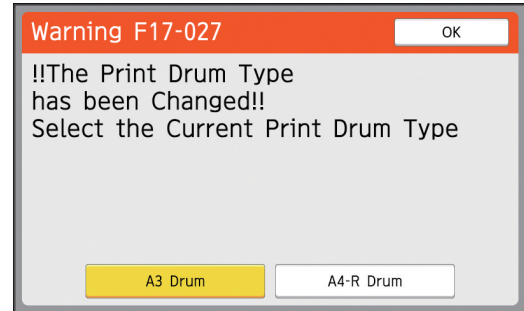 Warning F17-027
OK
!!The Print Drum Type
has been Changed!!
Select the Current Print Drum Type
A3 Drum
A4-R Drum